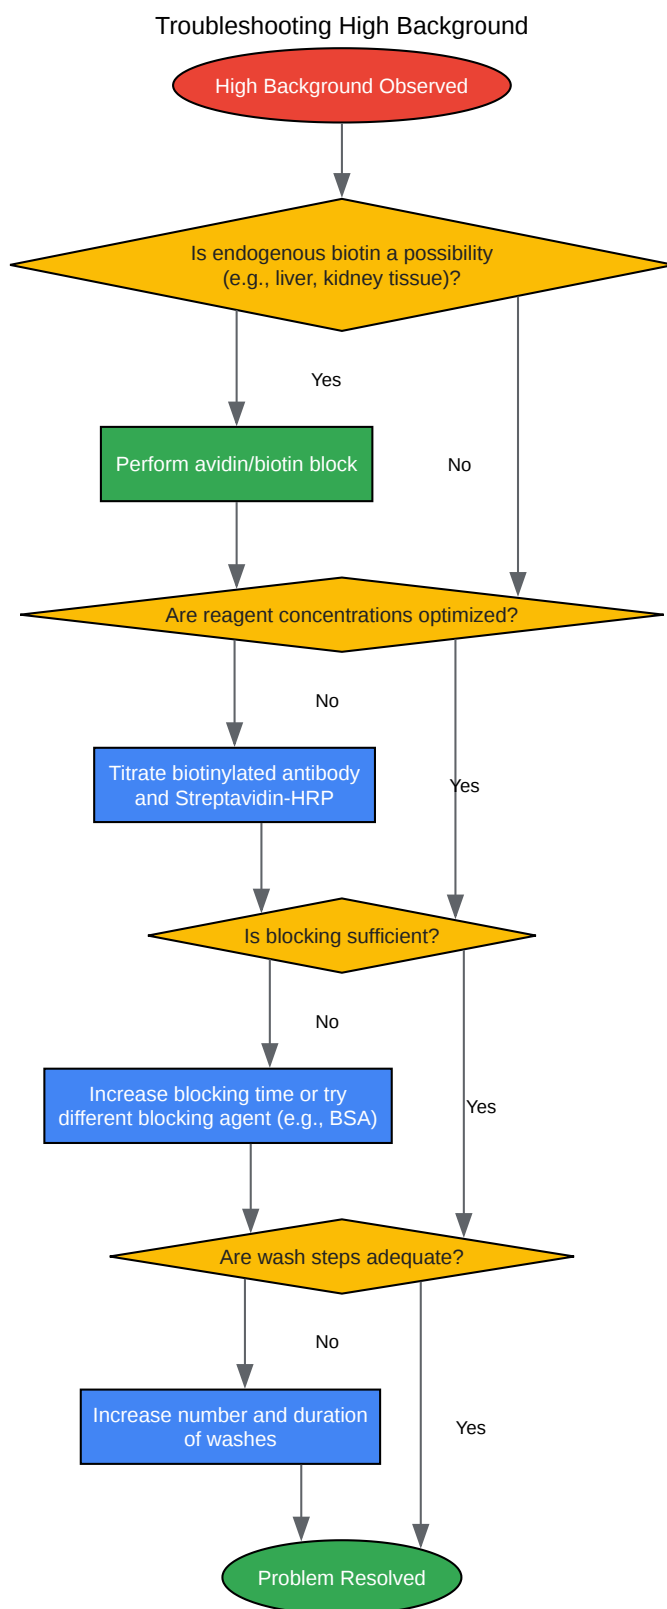 Troubleshooting High Background
High Background Observed
Is endogenous biotin a possibility
(e.g., liver, kidney tissue)?
Yes
Perform avidin/biotin block
No
Are reagent concentrations optimized?
No
Titrate biotinylated antibody
and Streptavidin-HRP
Yes
Is blocking sufficient?
No
Increase blocking time or try
different blocking agent (e.g., BSA)
Yes
Are wash steps adequate?
No
Increase number and duration
of washes
Yes
Problem Resolved